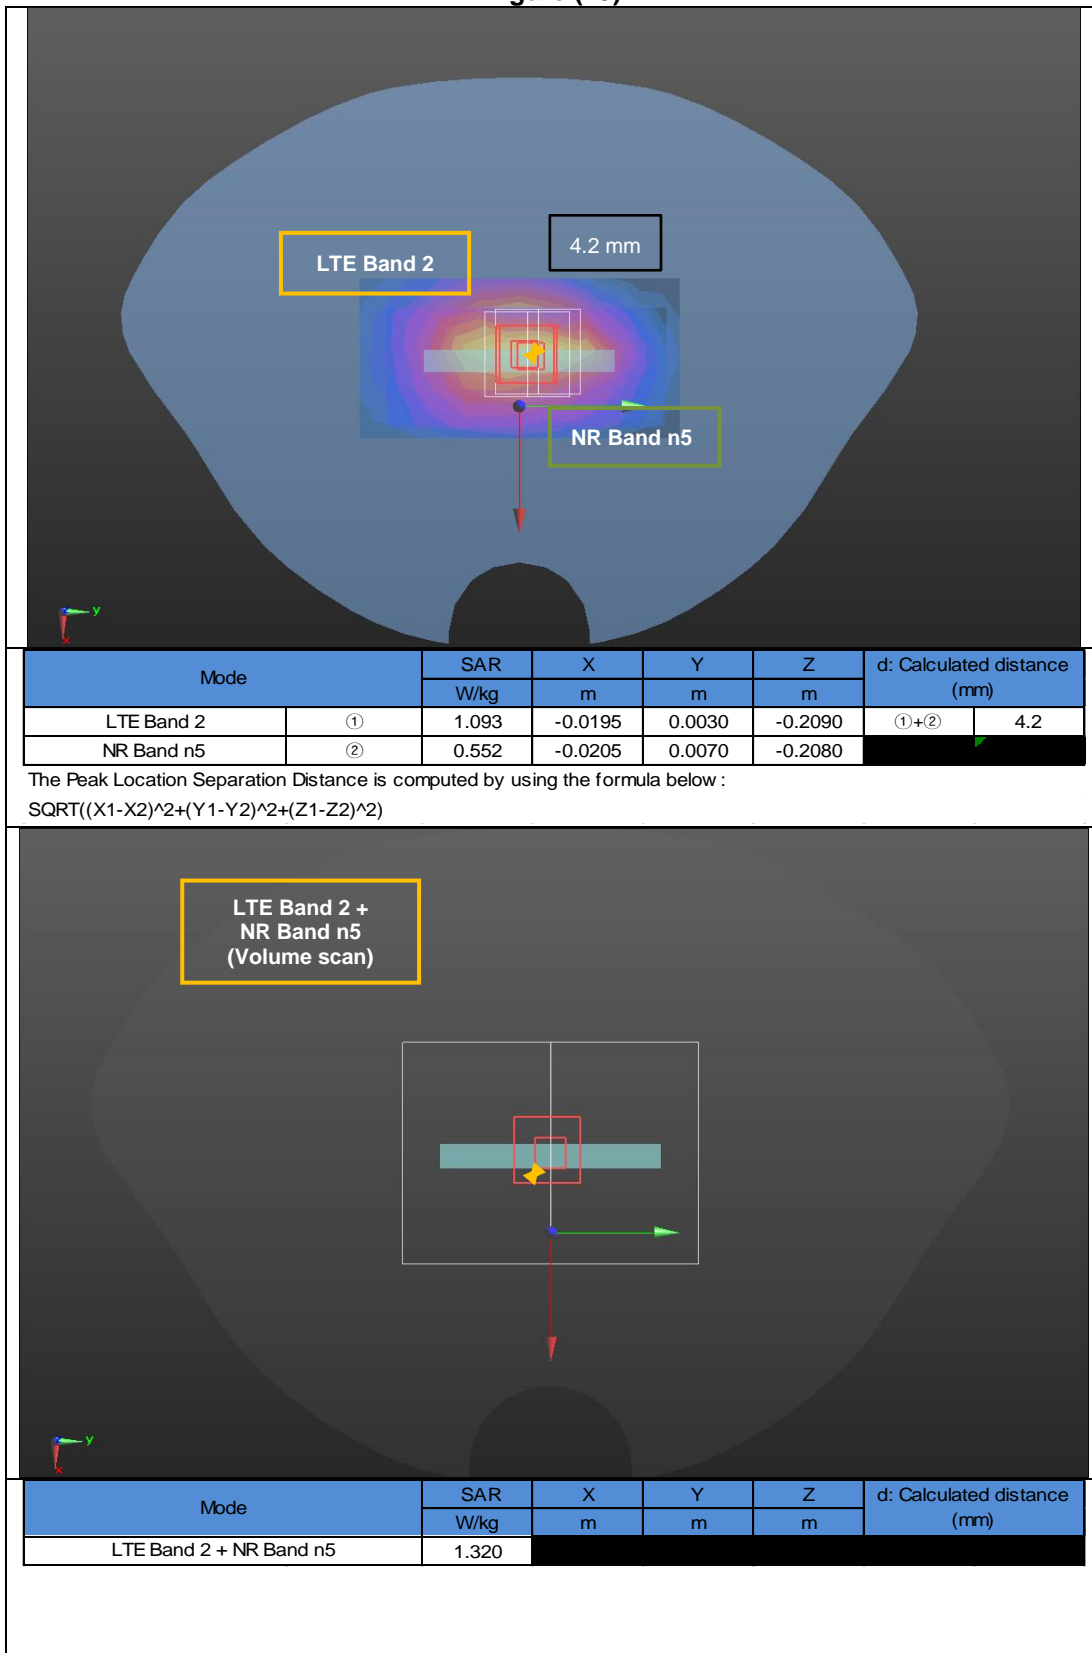 LTE Band 2
4.2 mm
NR Band n5
y
x
Mode SAR X Y Z d: Calculated distance (mm)
W/kg m m m
LTE Band 2 ① 1.093 -0.0195 0.0030 -0.2090 ①+② 4.2
NR Band n5 ② 0.552 -0.0205 0.0070 -0.2080
The Peak Location Separation Distance is computed by using the formula below :
SQRT((X1-X2)^2+(Y1-Y2)^2+(Z1-Z2)^2)
LTE Band 2 +
NR Band n5
(Volume scan)
y
x
Mode SAR X Y Z d: Calculated distance (mm)
W/kg m m m
LTE Band 2 + NR Band n5 1.320